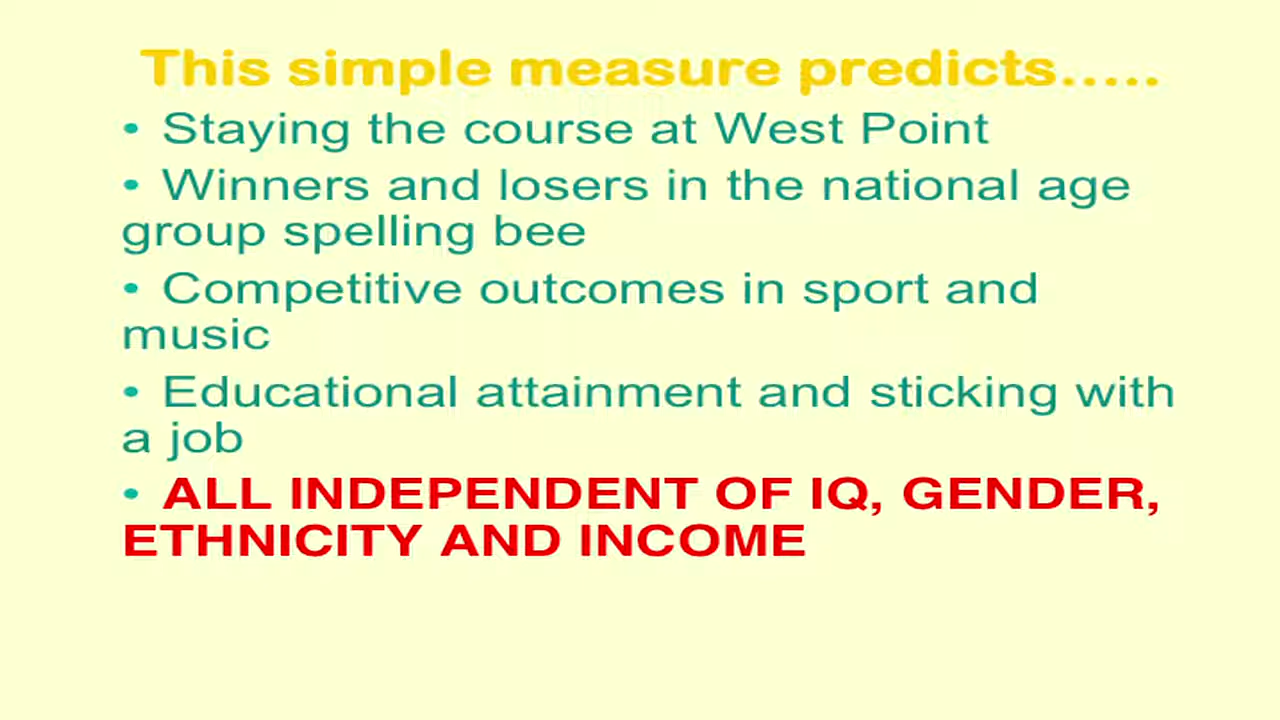 This simple measure predicts.....
• Staying the course at West Point
• Winners and losers in the national age
group spelling bee
• Competitive outcomes in sport and
music
• Educational attainment and sticking with
a job
• ALL INDEPENDENT OF IQ, GENDER,
ETHNICITY AND INCOME